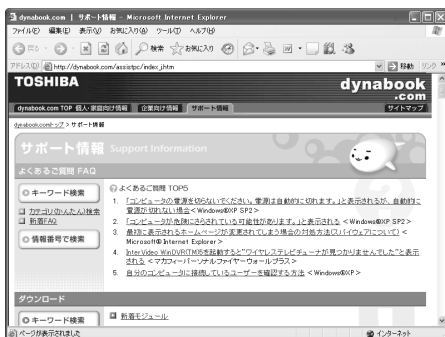 dynabook.com | サポート情報 - Microsoft Internet Explorer
ファイル(F) 編集(E) 表示(V) お気に入り(A) ツール(T) ヘルプ(H)
戻る 検索 お気に入り
アドレス(D) http://dynabook.com/assistpc/index_j.htm 移動 リンク
TOSHIBA
dynabook.com
dynabook.com TOP 個人・家庭向け情報 企業向け情報 サポート情報 サイトマップ
dynabook.comトップ > サポート情報
サポート情報 Support Information
よくあるご質問 FAQ
キーワード検索
カテゴリ(かんたん)検索
新着FAQ
情報番号で検索
よくあるご質問 TOP5
1. 「コンピュータの電源を切らないでください。電源は自動的に切れます。」と表示されるが、自動的に
電源が切れない場合 <Windows®XP SP2>
2. 「コンピュータが危険にさらされている可能性があります。」と表示される <Windows®XP SP2>
3. 最初に表示されるホームページが変更されてしまう場合の対処方法(スパイウェアについて) <
Microsoft® Internet Explorer>
4. InterVideo WinDVR(TM)5を起動すると"ワイヤレステレビチューナが見つかりませんでした"と表示
される <マカフィー・パーソナルファイヤーウォールプラス>
5. 自分のコンピュータに接続しているユーザーを確認する方法 <Windows®XP>
ダウンロード
キーワード検索
新着モジュール
ページが表示されました インターネット